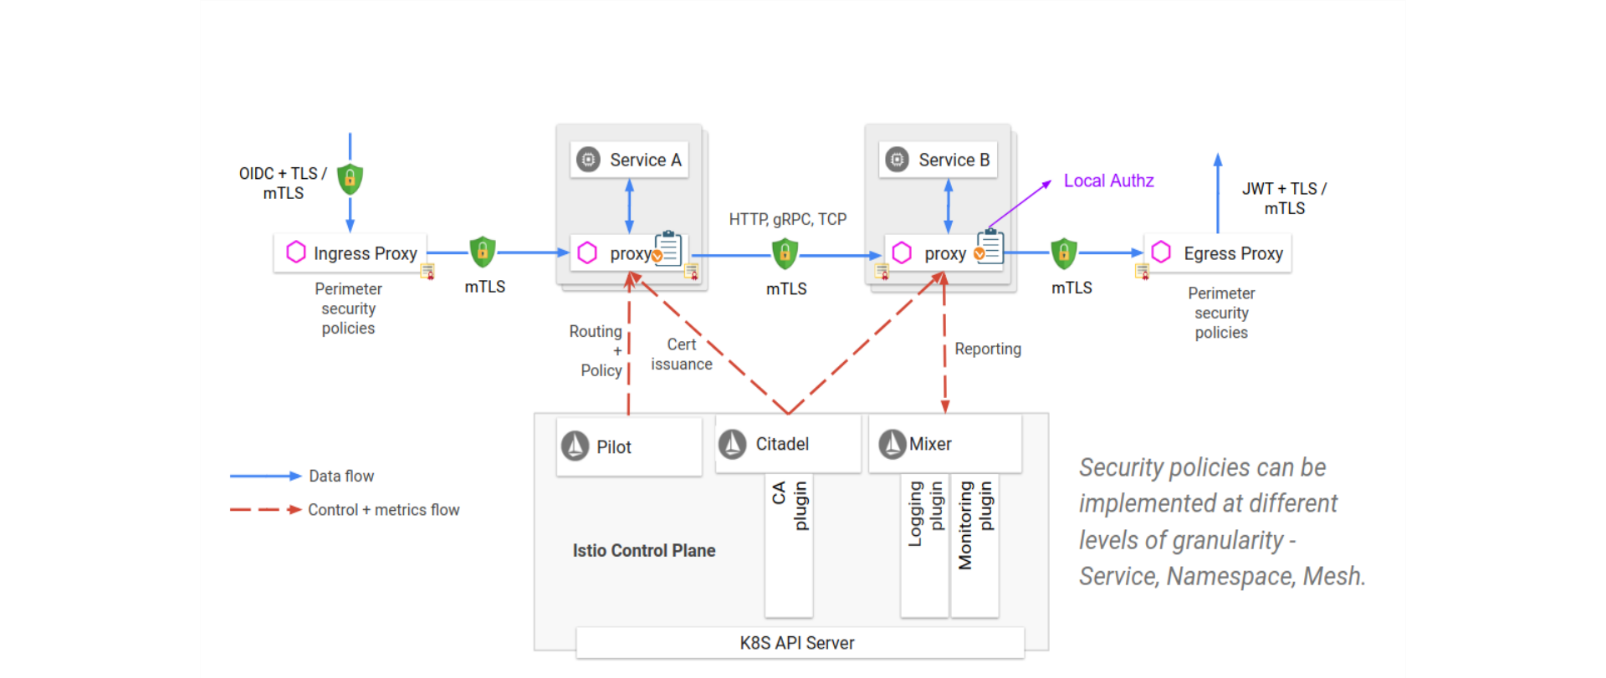 OIDC + TLS /
mTLS
Ingress Proxy
Perimeter
security
policies
mTLS
Service A
proxy
HTTP, gRPC, TCP
mTLS
Service B
proxy
Local Authz
mTLS
JWT + TLS /
mTLS
Egress Proxy
Perimeter
security
policies
Routing
+
Policy
Cert
issuance
Reporting
Pilot
Citadel
Mixer
CA
plugin
Logging
plugin
Monitoring
plugin
Istio Control Plane
K8S API Server
Data flow
Control + metrics flow
Security policies can be
implemented at different
levels of granularity -
Service, Namespace, Mesh.